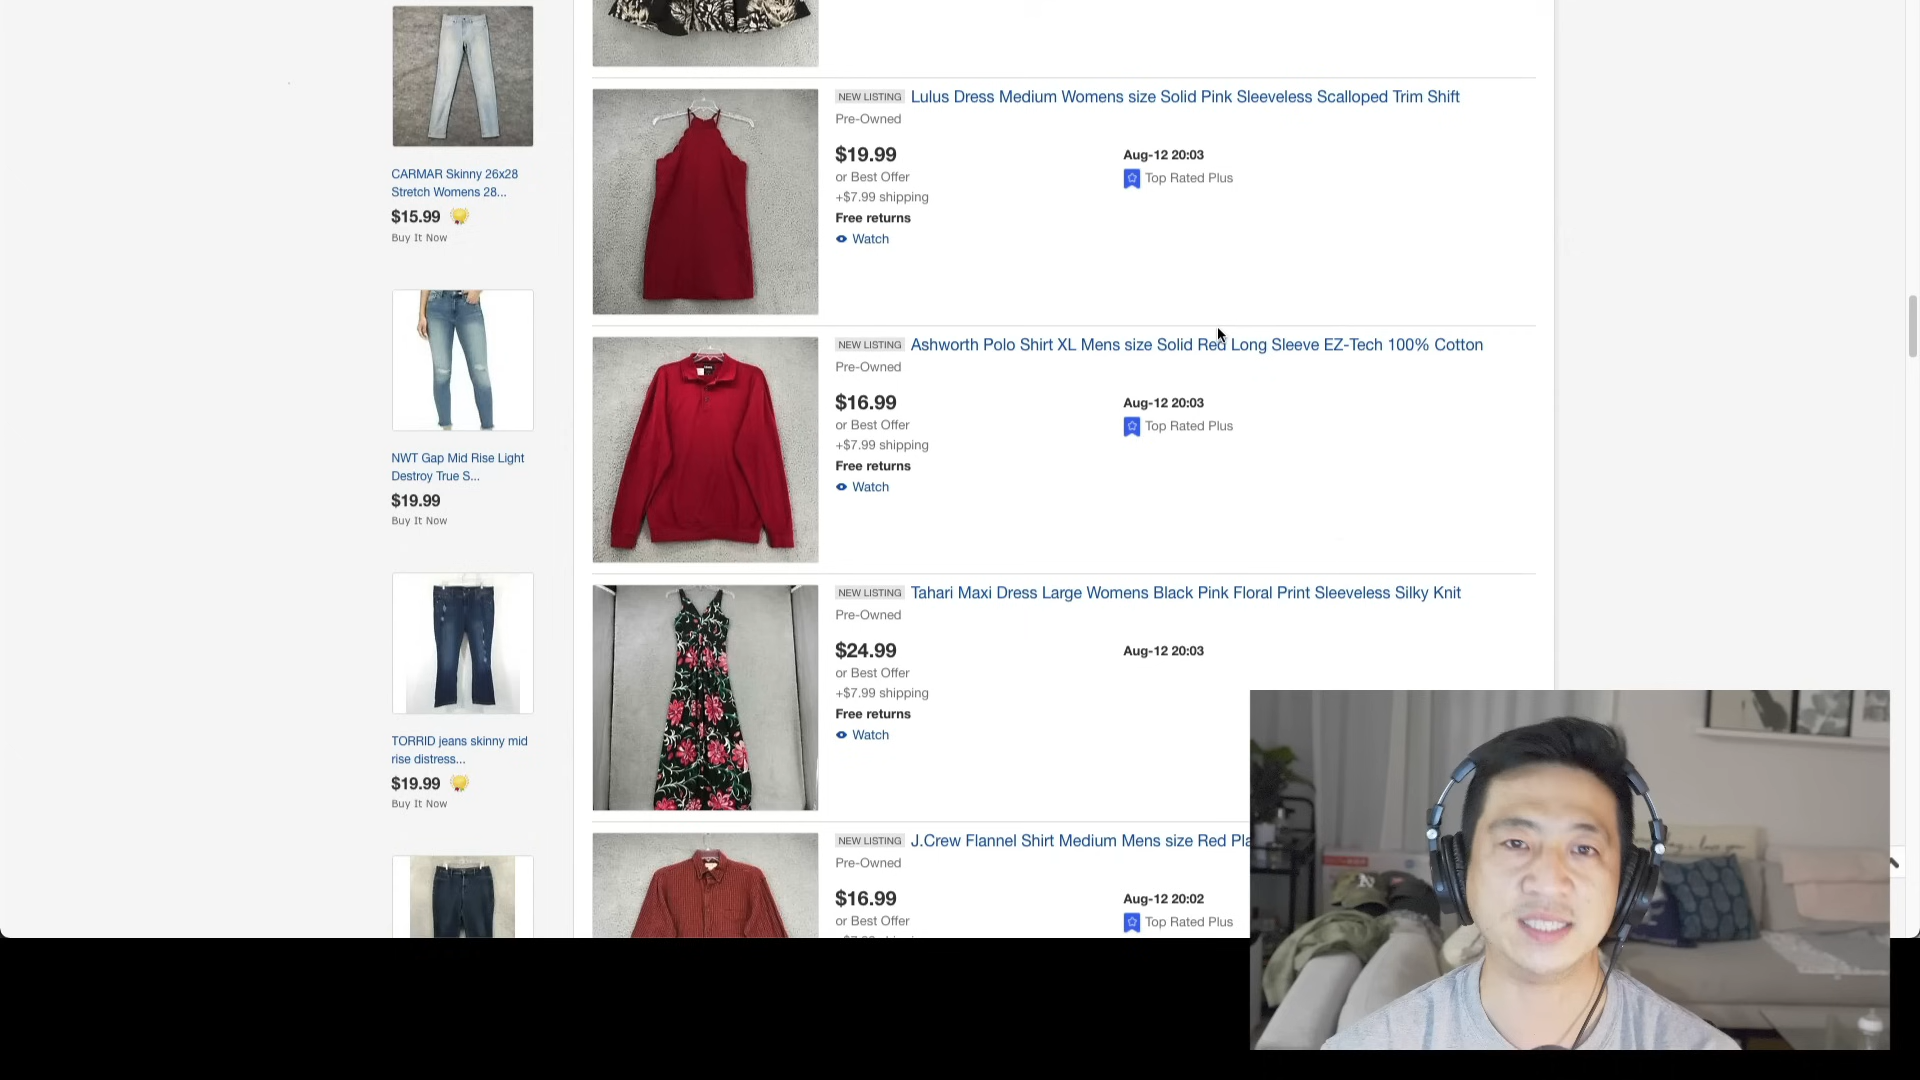 CARMAR Skinny 26x28
Stretch Womens 28...
$15.99
Buy It Now
NWT Gap Mid Rise Light
Destroy True S...
$19.99
Buy It Now
TORRID jeans skinny mid
rise distress...
$19.99
Buy It Now
NEW LISTING Lulus Dress Medium Womens size Solid Pink Sleeveless Scalloped Trim Shift
Pre-Owned
$19.99 Aug-12 20:03
or Best Offer Top Rated Plus
+$7.99 shipping
Free returns
Watch
NEW LISTING Ashworth Polo Shirt XL Mens size Solid Red Long Sleeve EZ-Tech 100% Cotton
Pre-Owned
$16.99 Aug-12 20:03
or Best Offer Top Rated Plus
+$7.99 shipping
Free returns
Watch
NEW LISTING Tahari Maxi Dress Large Womens Black Pink Floral Print Sleeveless Silky Knit
Pre-Owned
$24.99 Aug-12 20:03
or Best Offer
+$7.99 shipping
Free returns
Watch
NEW LISTING J.Crew Flannel Shirt Medium Mens size Red
Pre-Owned
$16.99 Aug-12 20:02
or Best Offer Top Rated Plus